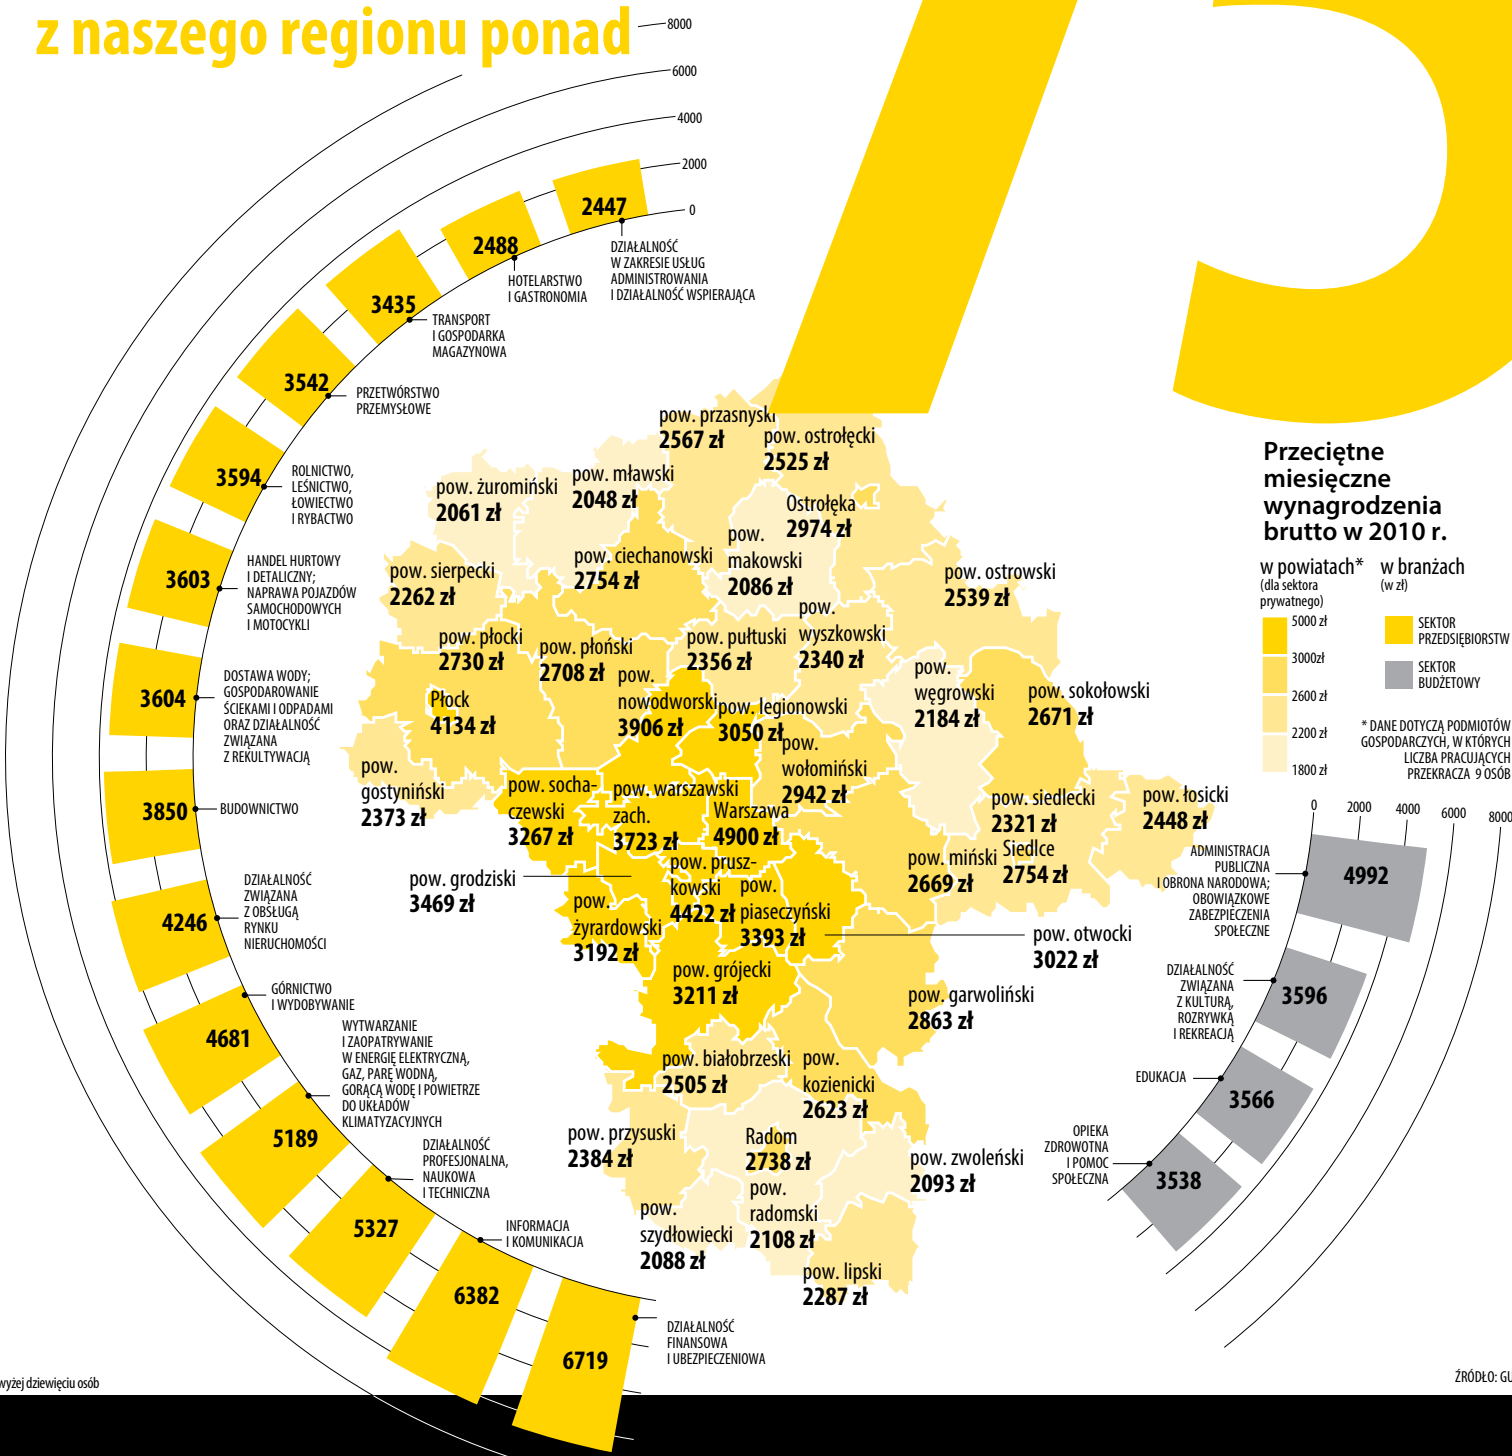 z naszego regionu ponad
8000
6000
4000
2000
0
2447
DZIAŁALNOŚĆ
W ZAKRESIE USŁUG
ADMINISTROWANIA
I DZIAŁALNOŚĆ WSPIERAJĄCA
2488
HOTELARSTWO
I GASTRONOMIA
3435
TRANSPORT
I GOSPODARKA
MAGAZYNOWA
3542
PRZETWÓRSTWO
PRZEMYSŁOWE
3594
ROLNICTWO,
LEŚNICTWO,
ŁOWIECTWO
I RYBACTWO
3603
HANDEL HURTOWY
I DETALICZNY;
NAPRAWA POJAZDÓW
SAMOCHODOWYCH
I MOTOCYKLI
3604
DOSTAWA WODY;
GOSPODAROWANIE
ŚCIEKAMI I ODPADAMI
ORAZ DZIAŁALNOŚĆ
ZWIĄZANA
Z REKULTYWACJĄ
3850
BUDOWNICTWO
4246
DZIAŁALNOŚĆ
ZWIĄZANA
Z OBSŁUGĄ
RYNKU
NIERUCHOMOŚCI
4681
GÓRNICTWO
I WYDOBYWANIE
5189
WYTWARZANIE
I ZAOPATRYWANIE
W ENERGIĘ ELEKTRYCZNĄ,
GAZ, PARĘ WODNĄ,
GORĄCĄ WODĘ I POWIETRZE
DO UKŁADÓW
KLIMATYZACYJNYCH
5327
DZIAŁALNOŚĆ
PROFESJONALNA,
NAUKOWA
I TECHNICZNA
6382
INFORMACJA
I KOMUNIKACJA
6719
DZIAŁALNOŚĆ
FINANSOWA
I UBEZPIECZENIOWA
pow. przasnyski
2567 zł
pow. ostrołęcki
2525 zł
pow. mławski
2048 zł
pow. żuromiński
2061 zł
Ostrołęka
2974 zł
pow.
makowski
2086 zł
pow. ciechanowski
2754 zł
pow. sierpecki
2262 zł
pow. ostrowski
2539 zł
pow.
wyszkowski
2340 zł
pow. pułtuski
2356 zł
pow. płocki
2730 zł
pow. płoński
2708 zł
pow.
węgrowski
2184 zł
pow. sokołowski
2671 zł
pow.
nowodworski
3906 zł
pow. legionowski
3050 zł
Płock
4134 zł
pow.
wołomiński
2942 zł
pow.
gostyniński
2373 zł
pow. socha-
czewski
3267 zł
pow. warszawski
zach.
3723 zł
Warszawa
4900 zł
pow. siedlecki
2321 zł
pow. łosicki
2448 zł
Siedlce
2754 zł
pow. miński
2669 zł
pow. prusz-
kowski
4422 zł
pow. grodziski
3469 zł
pow.
piaseczyński
3393 zł
pow.
żyrardowski
3192 zł
pow. otwocki
3022 zł
pow. grójecki
3211 zł
pow. garwoliński
2863 zł
pow. białobrzeski
2505 zł
pow.
kozienicki
2623 zł
pow. przysuski
2384 zł
Radom
2738 zł
pow. zwoleński
2093 zł
pow.
radomski
2108 zł
pow.
szydłowiecki
2088 zł
pow. lipski
2287 zł
Przeciętne
miesięczne
wynagrodzenia
brutto w 2010 r.
w powiatach*
(dla sektora
prywatnego)
5000 zł
3000zł
2600 zł
2200 zł
1800 zł
w branżach
(w zł)
SEKTOR
PRZEDSIĘBIORSTW
SEKTOR
BUDŻETOWY
* DANE DOTYCZĄ PODMIOTÓW
GOSPODARCZYCH, W KTÓRYCH
LICZBA PRACUJĄCYCH
PRZEKRACZA 9 OSÓB
0
2000
4000
6000
8000
ADMINISTRACJA
PUBLICZNA
I OBRONA NARODOWA;
OBOWIĄZKOWE
ZABEZPIECZENIA
SPOŁECZNE
4992
DZIAŁALNOŚĆ
ZWIĄZANA
Z KULTURĄ,
ROZRYWKĄ
I REKREACJĄ
3596
EDUKACJA
3566
OPIEKA
ZDROWOTNA
I POMOC
SPOŁECZNA
3538
wyżej dziewięciu osób
ŹRÓDŁO: GU